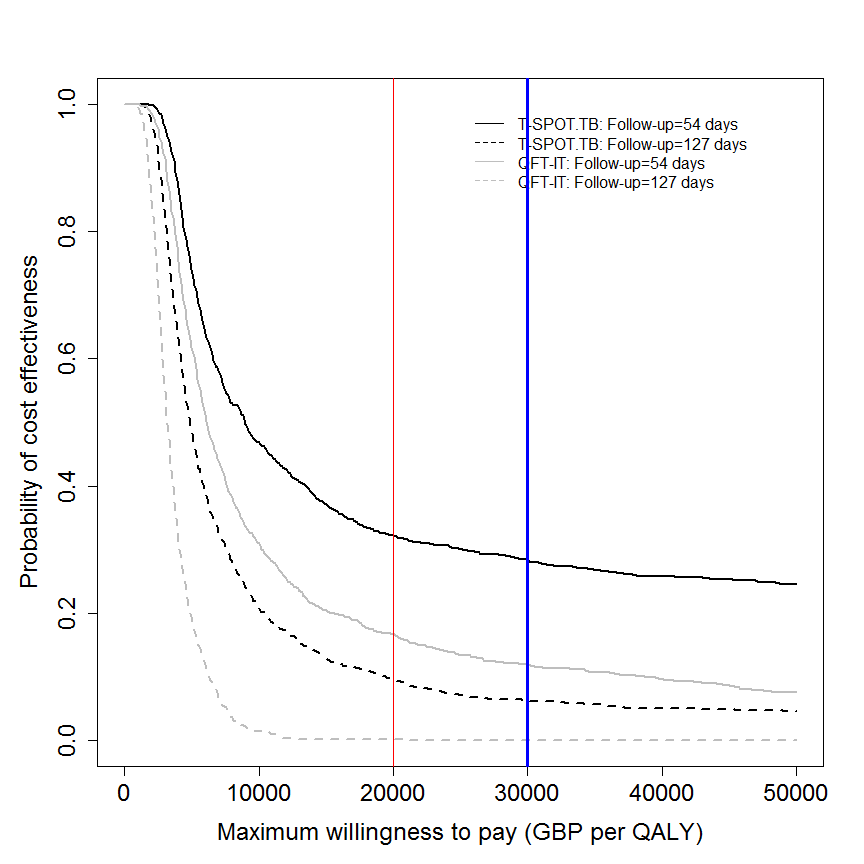 T-SPOT.TB: Follow-up=54 days
T-SPOT.TB: Follow-up=127 days
QFT-IT: Follow-up=54 days
QFT-IT: Follow-up=127 days
Probability of cost effectiveness
1.0
0.8
0.6
0.4
0.2
0.0
0 10000 20000 30000 40000 50000
Maximum willingness to pay (GBP per QALY)